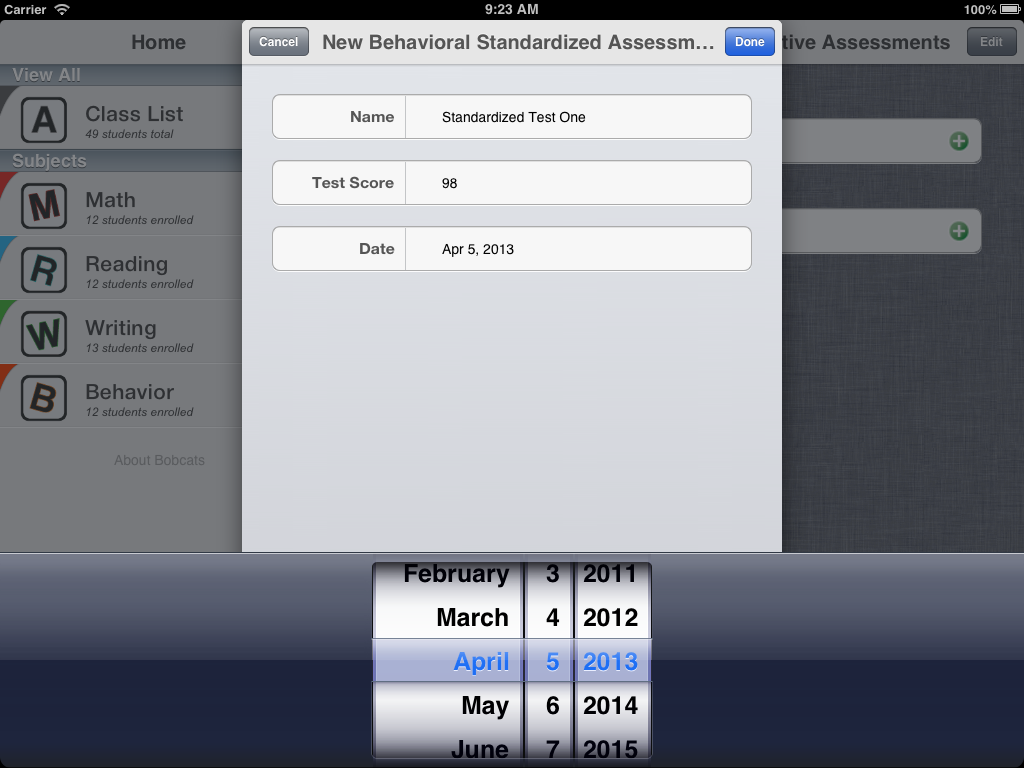 Carrier
9:23 AM
100%
Home
Cancel
New Behavioral Standardized Assessm...
Done
tive Assessments
Edit
View All
A
Class List
49 students total
Subjects
M
Math
12 students enrolled
R
Reading
12 students enrolled
W
Writing
13 students enrolled
B
Behavior
12 students enrolled
About Bobcats
Name
Standardized Test One
Test Score
98
Date
Apr 5, 2013
February 3 2011
March 4 2012
April 5 2013
May 6 2014
June 7 2015